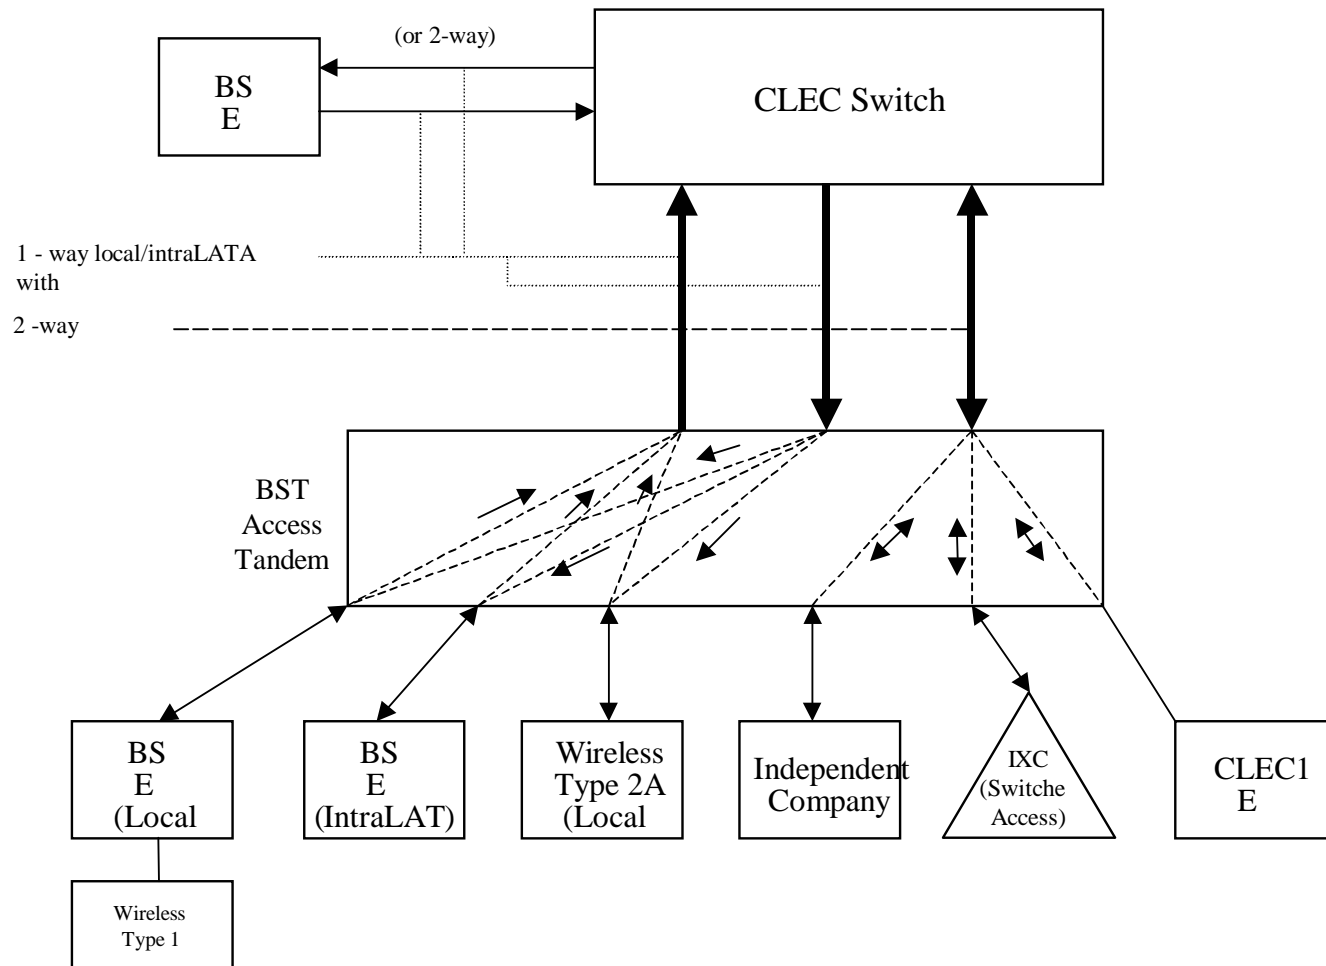 (or 2-way)
BS
E
CLEC Switch
1 - way local/intraLATA
with
2 -way
BST
Access
Tandem
BS
E
(Local
BS
E
(IntraLAT)
Wireless
Type 2A
(Local
Independent
Company
IXC
(Switche
Access)
CLEC1
E
Wireless
Type 1